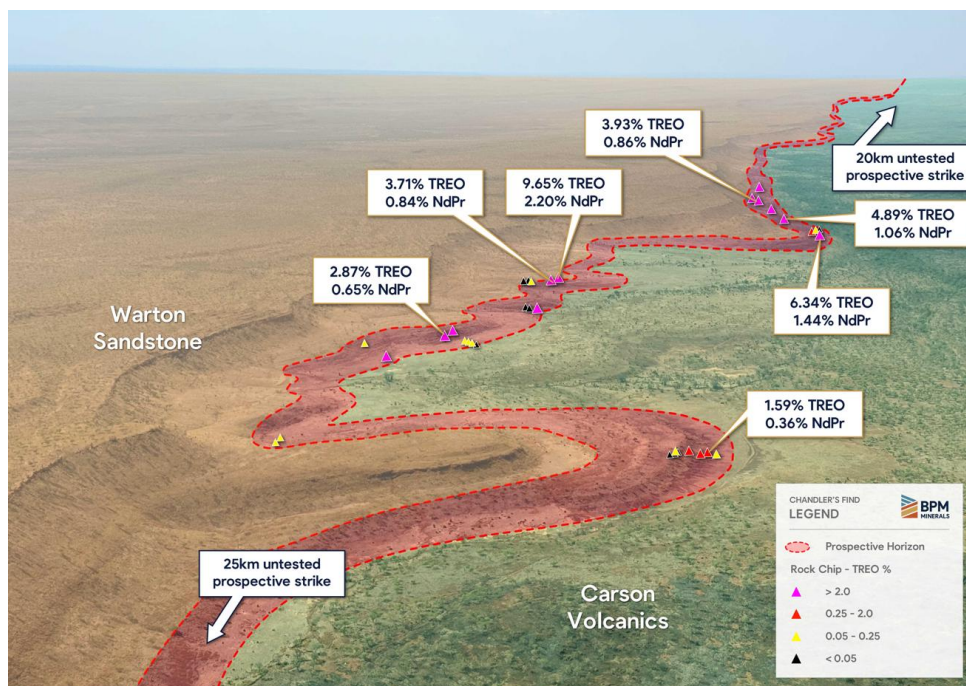 3.93% TREO
0.86% NdPr
20km untested
prospective strike
3.71% TREO
0.84% NdPr
9.65% TREO
2.20% NdPr
4.89% TREO
1.06% NdPr
2.87% TREO
0.65% NdPr
6.34% TREO
1.44% NdPr
Warton
Sandstone
1.59% TREO
0.36% NdPr
25km untested
prospective strike
Carson
Volcanics
CHANDLER'S FIND
LEGEND
BPM
MINERALS
Prospective Horizon
Rock Chip - TREO %
> 2.0
0.25 - 2.0
0.05 - 0.25
< 0.05